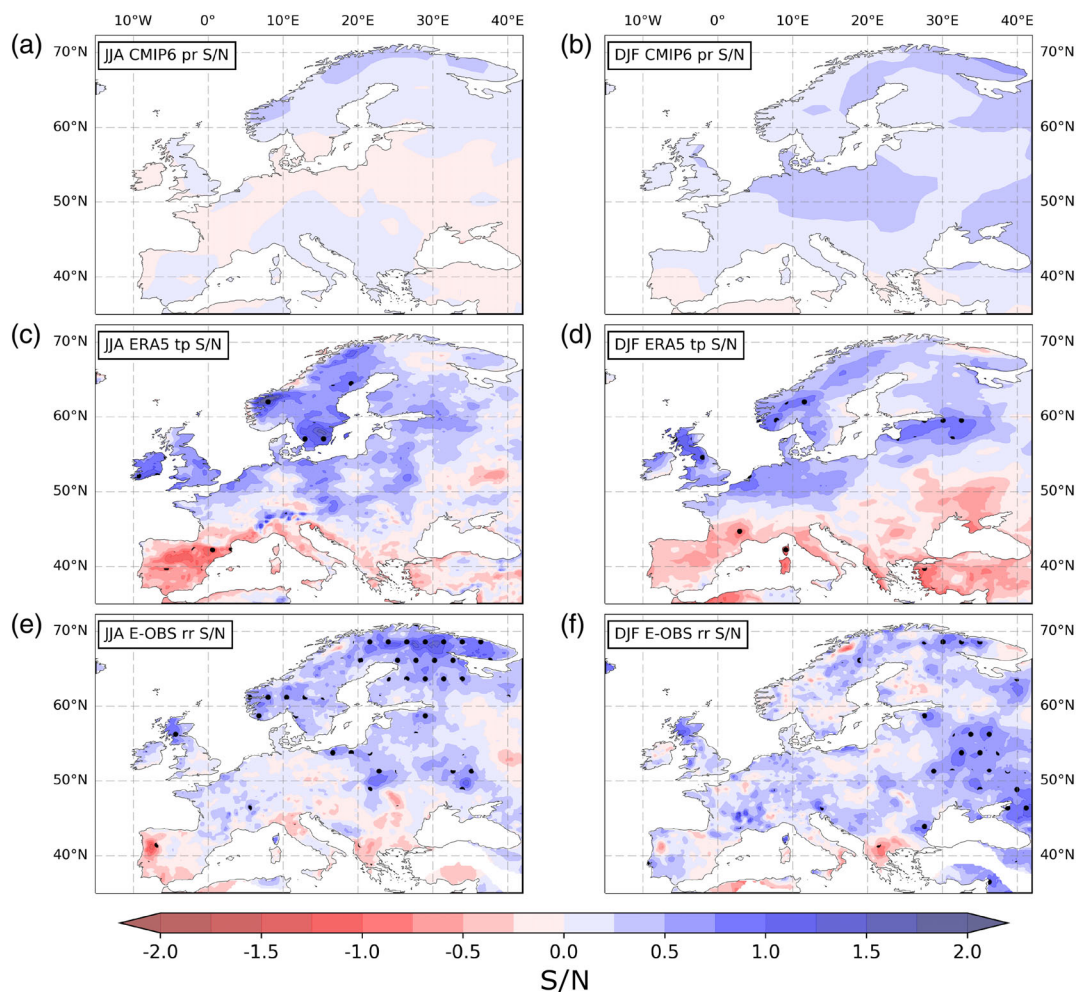 10°W 0° 10°E 20°E 30°E 40°E 10°W 0° 10°E 20°E 30°E 40°E
(a) JJA CMIP6 pr S/N
(b) DJF CMIP6 pr S/N
70°N 70°N
60°N 60°N
50°N 50°N
40°N 40°N
(c) JJA ERA5 tp S/N
(d) DJF ERA5 tp S/N
70°N 70°N
60°N 60°N
50°N 50°N
40°N 40°N
(e) JJA E-OBS rr S/N
(f) DJF E-OBS rr S/N
70°N 70°N
60°N 60°N
50°N 50°N
40°N 40°N
-2.0 -1.5 -1.0 -0.5 0.0 0.5 1.0 1.5 2.0
S/N